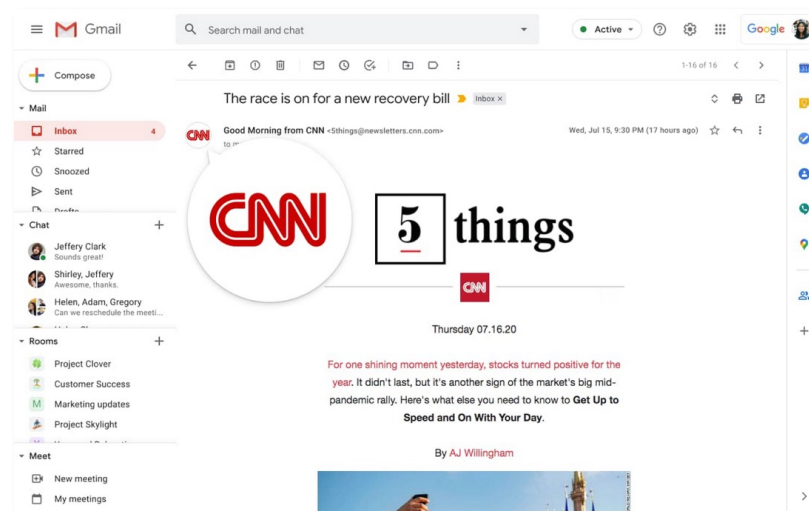 Gmail
Search mail and chat
Active
Google
Compose
1-16 of 16
The race is on for a new recovery bill
Inbox ×
Mail
Inbox 4
Starred
Snoozed
Sent
Drafts
CNN
Good Morning from CNN <5things@newsletters.cnn.com>
Wed, Jul 15, 9:30 PM (17 hours ago)
CNN
5 things
CNN
Thursday 07.16.20
For one shining moment yesterday, stocks turned positive for the
year. It didn't last, but it's another sign of the market's big mid-
pandemic rally. Here's what else you need to know to Get Up to
Speed and On With Your Day.
By AJ Willingham
Chat
Jeffery Clark
Sounds great!
Shirley, Jeffery
Awesome, thanks.
Helen, Adam, Gregory
Can we reschedule the meeti...
Rooms
Project Clover
Customer Success
M Marketing updates
Project Skylight
Meet
New meeting
My meetings